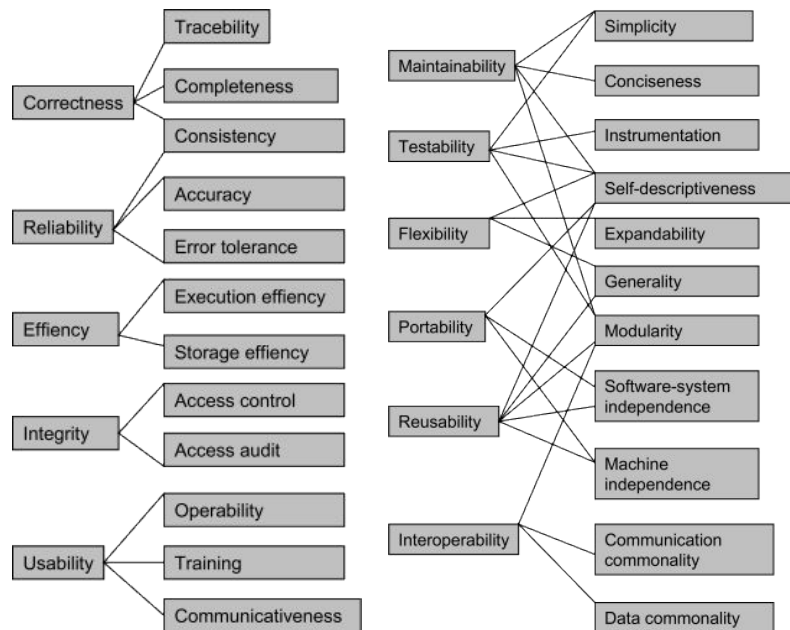 Tracebility
Correctness
Completeness
Consistency
Accuracy
Reliability
Error tolerance
Execution effiency
Effiency
Storage effiency
Access control
Integrity
Access audit
Operability
Usability
Training
Communicativeness
Simplicity
Maintainability
Conciseness
Instrumentation
Testability
Self-descriptiveness
Flexibility
Expandability
Generality
Portability
Modularity
Software-system
independence
Reusability
Machine
independence
Interoperability
Communication
commonality
Data commonality